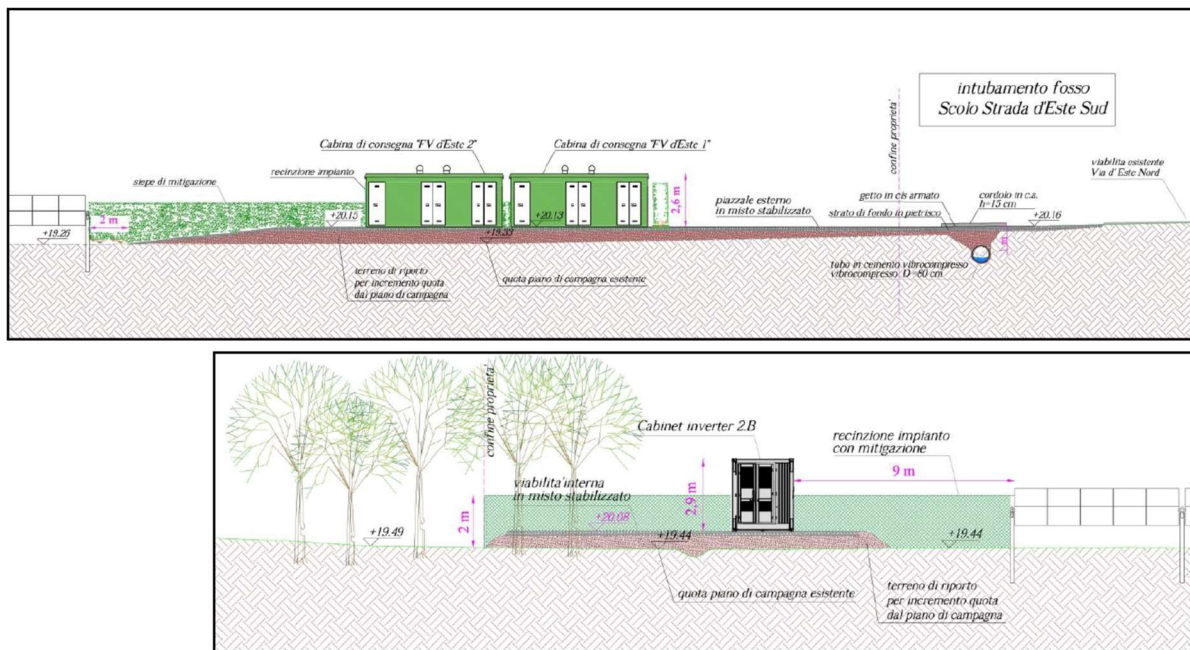 intubamento fosso
Scolo Strada d'Este Sud
confine proprieta'
Cabina di consegna "FV d'Este 2"
Cabina di consegna "FV d'Este 1"
recinzione impianto
siepe di mitigazione
viabilita esistente
Via d' Este Nord
getto in cls armato
cordolo in c.a.
h=15 cm
piazzale esterno
in misto stabilizzato
strato di fondo in pietrisco
2,6 m
2 m
+20.15
+20.13
+20.16
+19.26
+19.33
1 m
terreno di riporto
per incremento quota
dal piano di campagna
quota piano di campagna esistente
tubo in cemento vibrocompresso
vibrocompresso D=80 cm
confine proprieta'
Cabinet inverter 2.B
recinzione impianto
con mitigazione
9 m
viabilita' interna
in misto stabilizzato
2,9 m
2 m
+20.08
+19.49
+19.44
+19.44
quota piano di campagna esistente
terreno di riporto
per incremento quota
dal piano di campagna